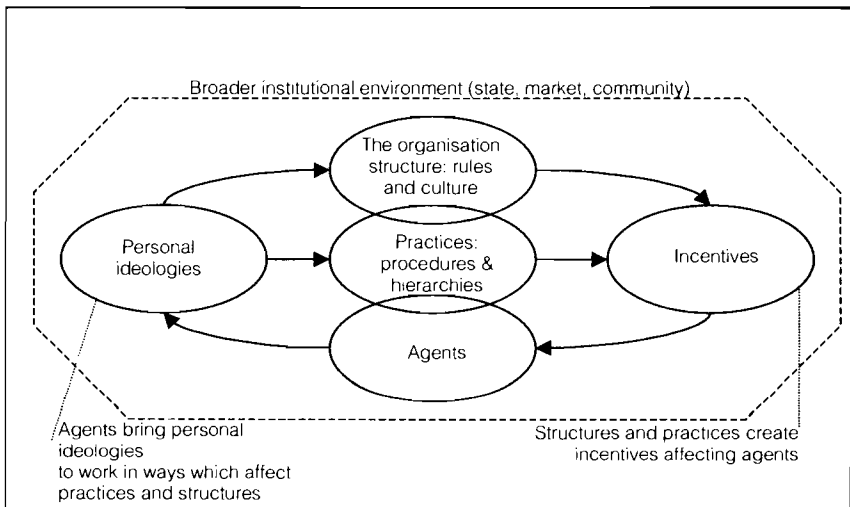 Broader institutional environment (state, market, community)
The organisation
structure: rules
and culture
Personal
ideologies
Practices:
procedures &
hierarchies
Incentives
Agents
Agents bring personal
ideologies
to work in ways which affect
practices and structures
Structures and practices create
incentives affecting agents